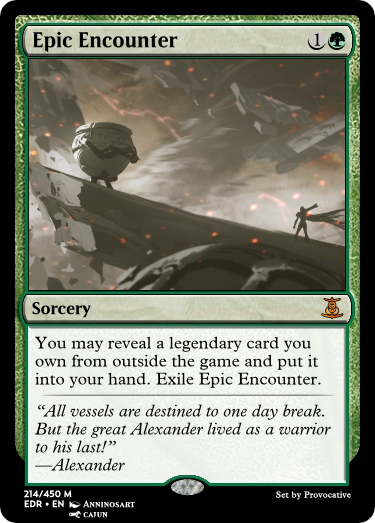 Epic Encounter
1
Sorcery
You may reveal a legendary card you
own from outside the game and put it
into your hand. Exile Epic Encounter.
“All vessels are destined to one day break.
But the great Alexander lived as a warrior
to his last!”
—Alexander
214/450 M
EDR • EN ANNINOSART
CAJUN
Set by Provocative